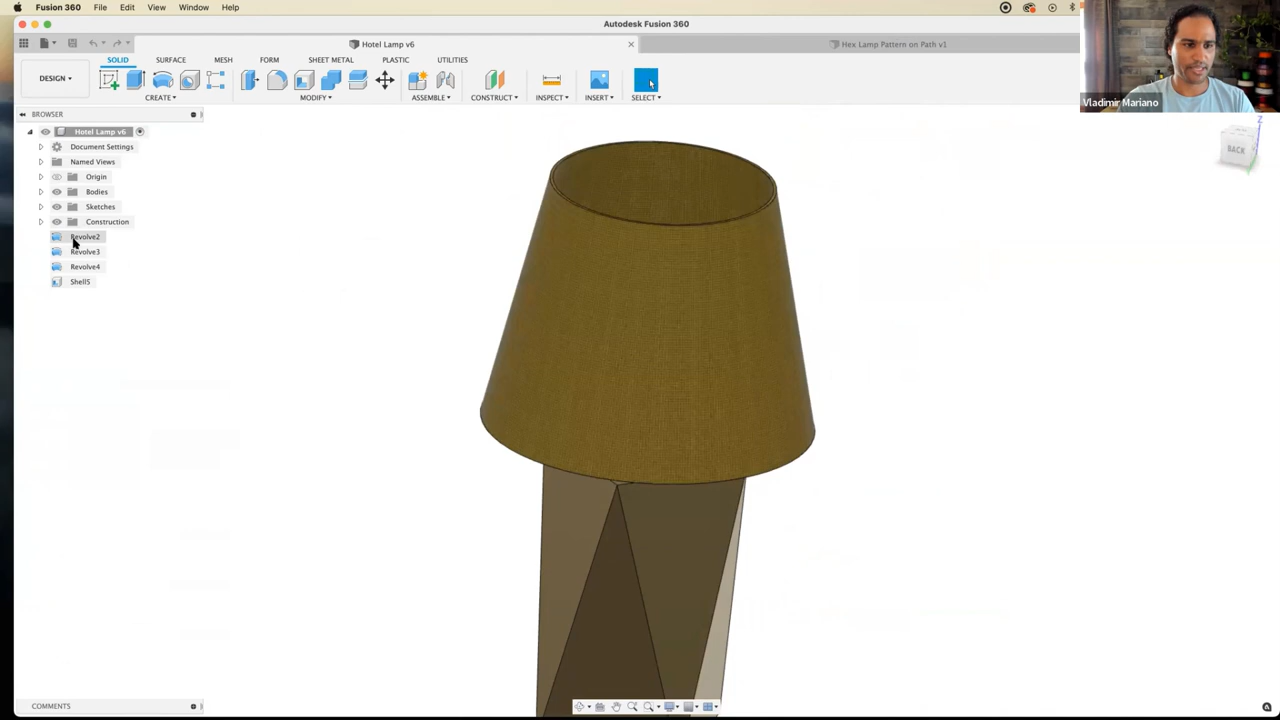 Fusion 360 File Edit View Window Help
Autodesk Fusion 360
Hotel Lamp v6
Hex Lamp Pattern on Path v1
SOLID SURFACE MESH FORM SHEET METAL PLASTIC UTILITIES
DESIGN
CREATE MODIFY ASSEMBLE CONSTRUCT INSPECT INSERT SELECT
Vladimir Mariano
BROWSER
Hotel Lamp v6
Document Settings
Named Views
Origin
Bodies
Sketches
Construction
Revolve2
Revolve3
Revolve4
Shell5
Z
BACK
COMMENTS